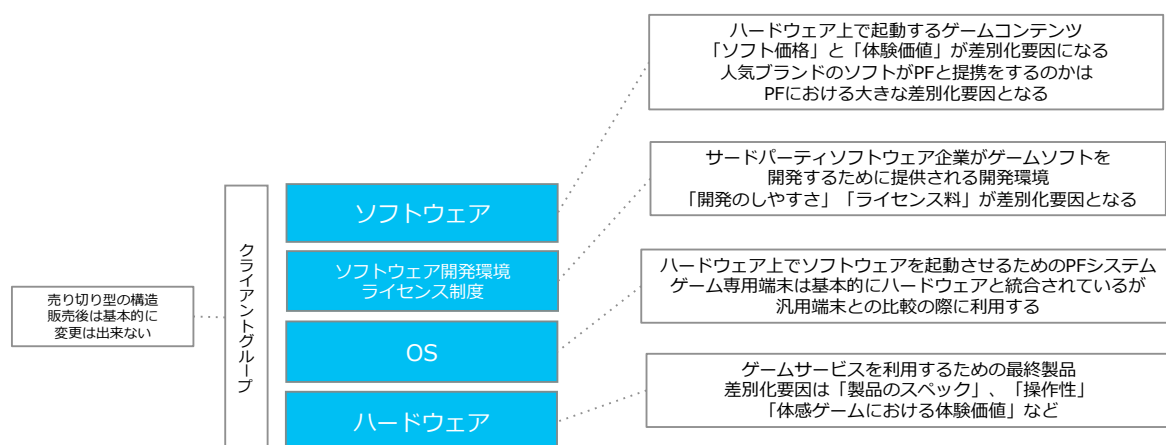 ハードウェア上で起動するゲームコンテンツ
「ソフト価格」と「体験価値」が差別化要因になる
人気ブランドのソフトがPFと提携をするのかは
PFにおける大きな差別化要因となる
サードパーティソフトウェア企業がゲームソフトを
開発するために提供される開発環境
「開発のしやすさ」「ライセンス料」が差別化要因となる
ハードウェア上でソフトウェアを起動させるためのPFシステム
ゲーム専用端末は基本的にハードウェアと統合されているが
汎用端末との比較の際に利用する
ゲームサービスを利用するための最終製品
差別化要因は「製品のスペック」、「操作性」
「体感ゲームにおける体験価値」など
ソフトウェア
ソフトウェア開発環境
ライセンス制度
OS
ハードウェア
クライアントグループ
売り切り型の構造
販売後は基本的に
変更は出来ない